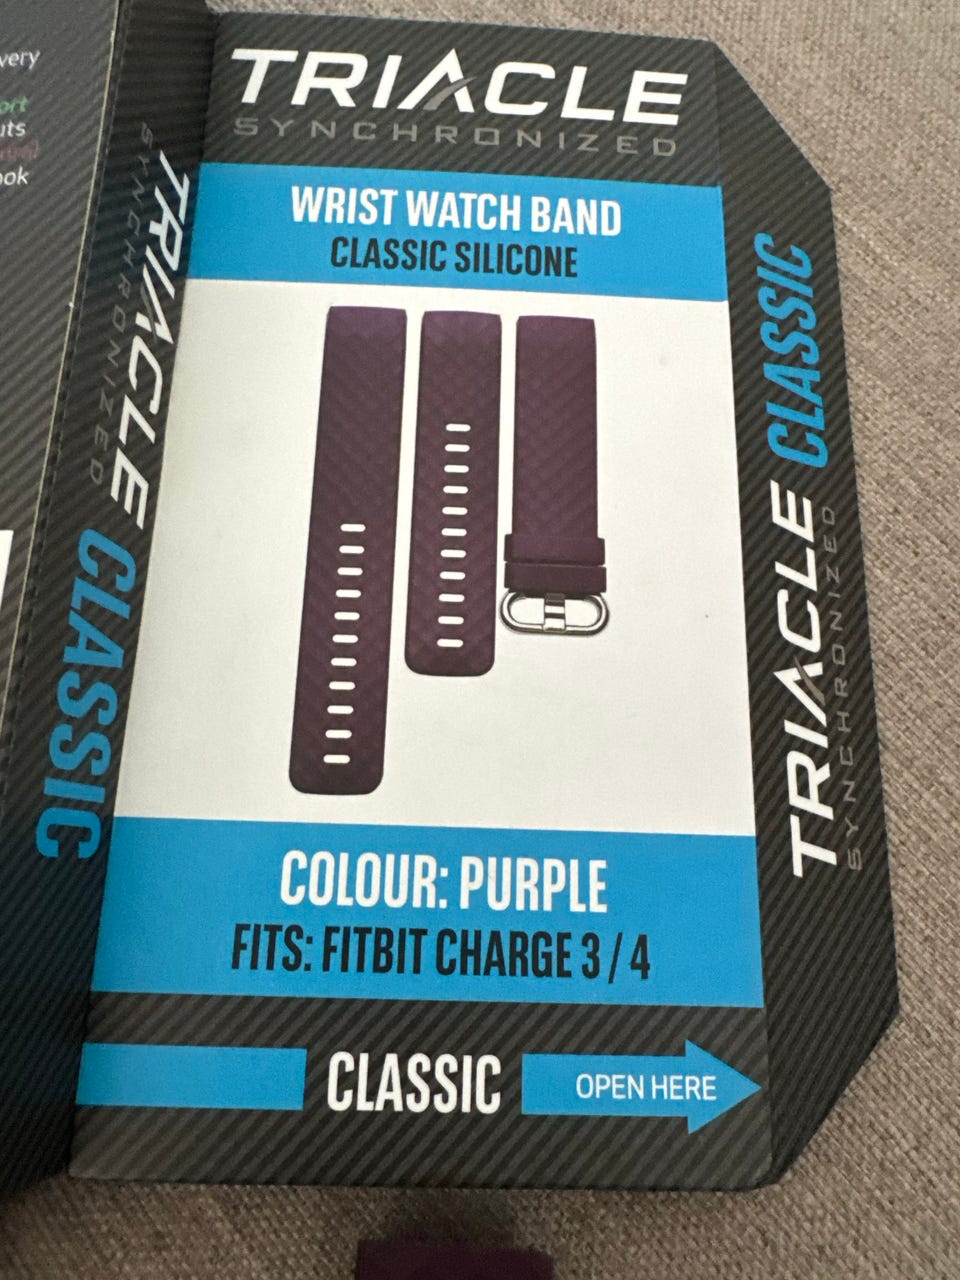 very
ort
uts
ook
TRIACLE
SYNCHRONIZED
TRIACLE CLASSIC
SYNCHRONIZED
WRIST WATCH BAND
CLASSIC SILICONE
COLOUR: PURPLE
FITS: FITBIT CHARGE 3 / 4
CLASSIC
OPEN HERE
TRIACLE CLASSIC
SYNCHRONIZED